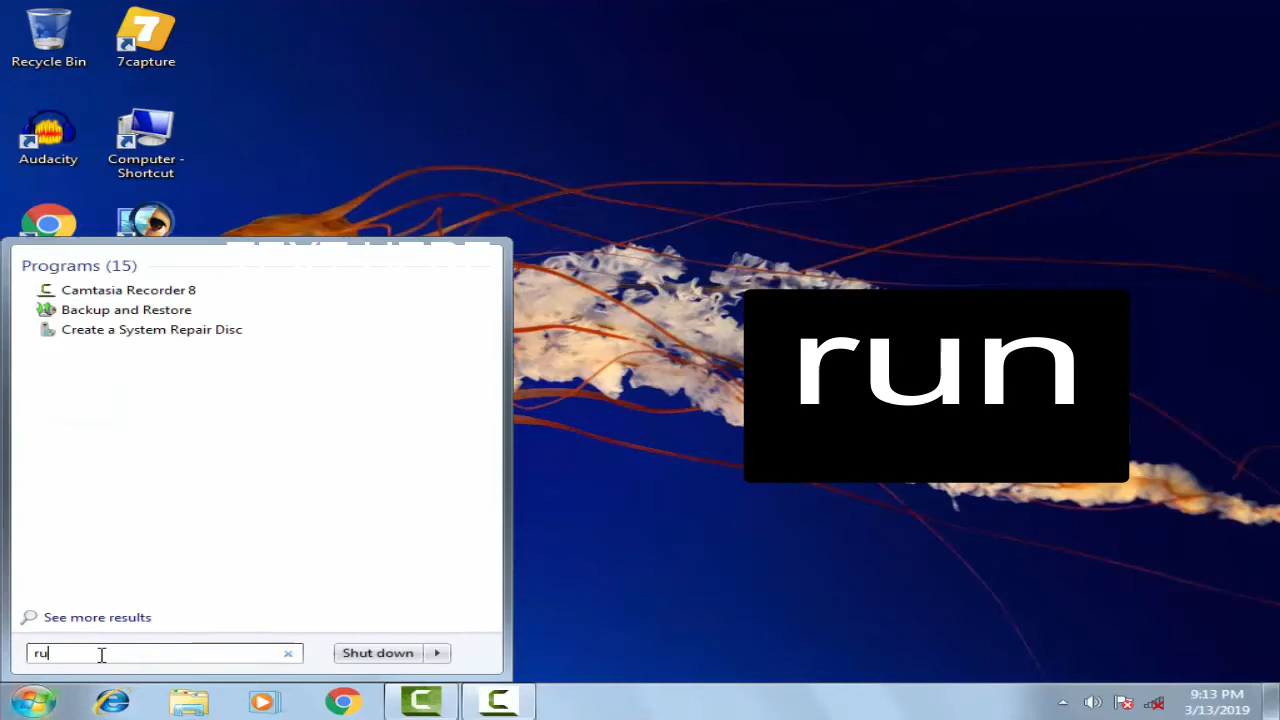 Recycle Bin
7
7capture
Audacity
Computer -
Shortcut
Programs (15)
Camtasia Recorder 8
Backup and Restore
Create a System Repair Disc
See more results
ru
Shut down
run
9:13 PM
3/13/2019